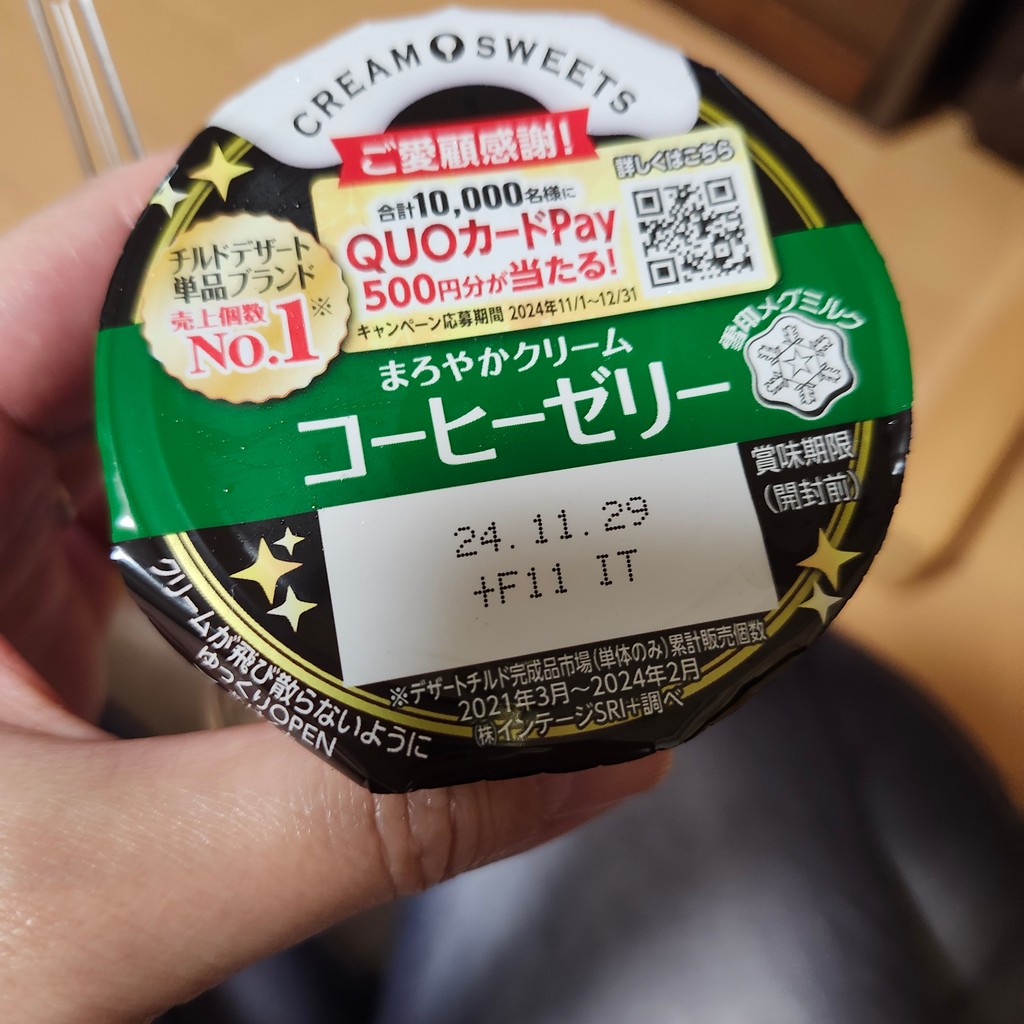 CREAM SWEETS
ご愛顧感謝!
詳しくはこちら
合計10,000名様に
QUOカードPay
500円分が当たる!
キャンペーン応募期間 2024年11/1~12/31
チルドデザート
単品ブランド
売上個数※
No.1
雪印メグミルク
まろやかクリーム
コーヒーゼリー
賞味期限
(開封前)
24.11.29
+F11 IT
※デザートチルド完成品市場(単体のみ)累計販売個数
2021年3月~2024年2月
㈱インテージSRI+調べ
クリームが飛び散らないように
ゆっくりOPEN